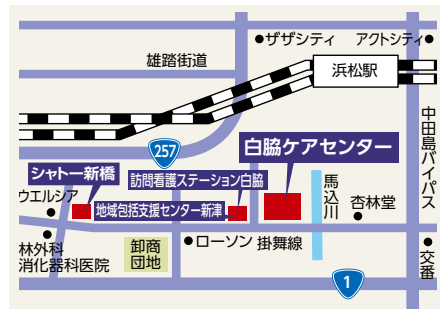 ●ザザシティ アクトシティ●
雄踏街道
浜松駅
257
白脇ケアセンター
シャトー新橋
訪問看護ステーション白脇
ウエルシア
地域包括支援センター新津
馬込川
杏林堂
中田島バイパス
林外科
消化器科医院
卸商
団地
●ローソン 掛舞線
交番
1